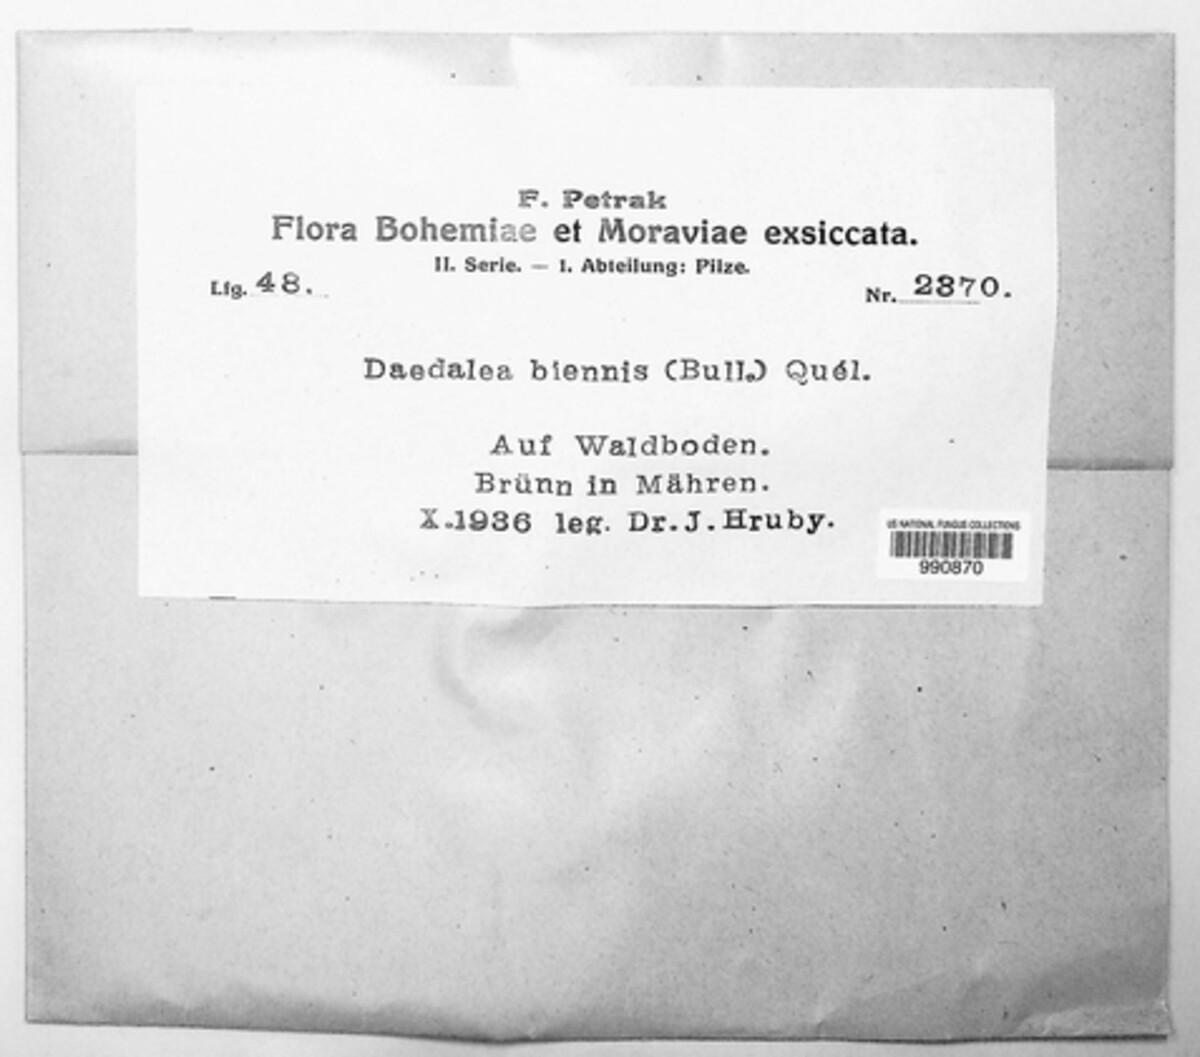 F. Petrak
Flora Bohemiae et Moraviae exsiccata.
II. Serie. — I. Abteilung: Pilze.
Lfg. 48.
Nr. 2370.
Daedalea biennis (Bull.) Quél.
Auf Waldboden.
Brünn in Mähren.
X.1936 leg. Dr. J. Hruby.
US NATIONAL FUNGUS COLLECTIONS
990870